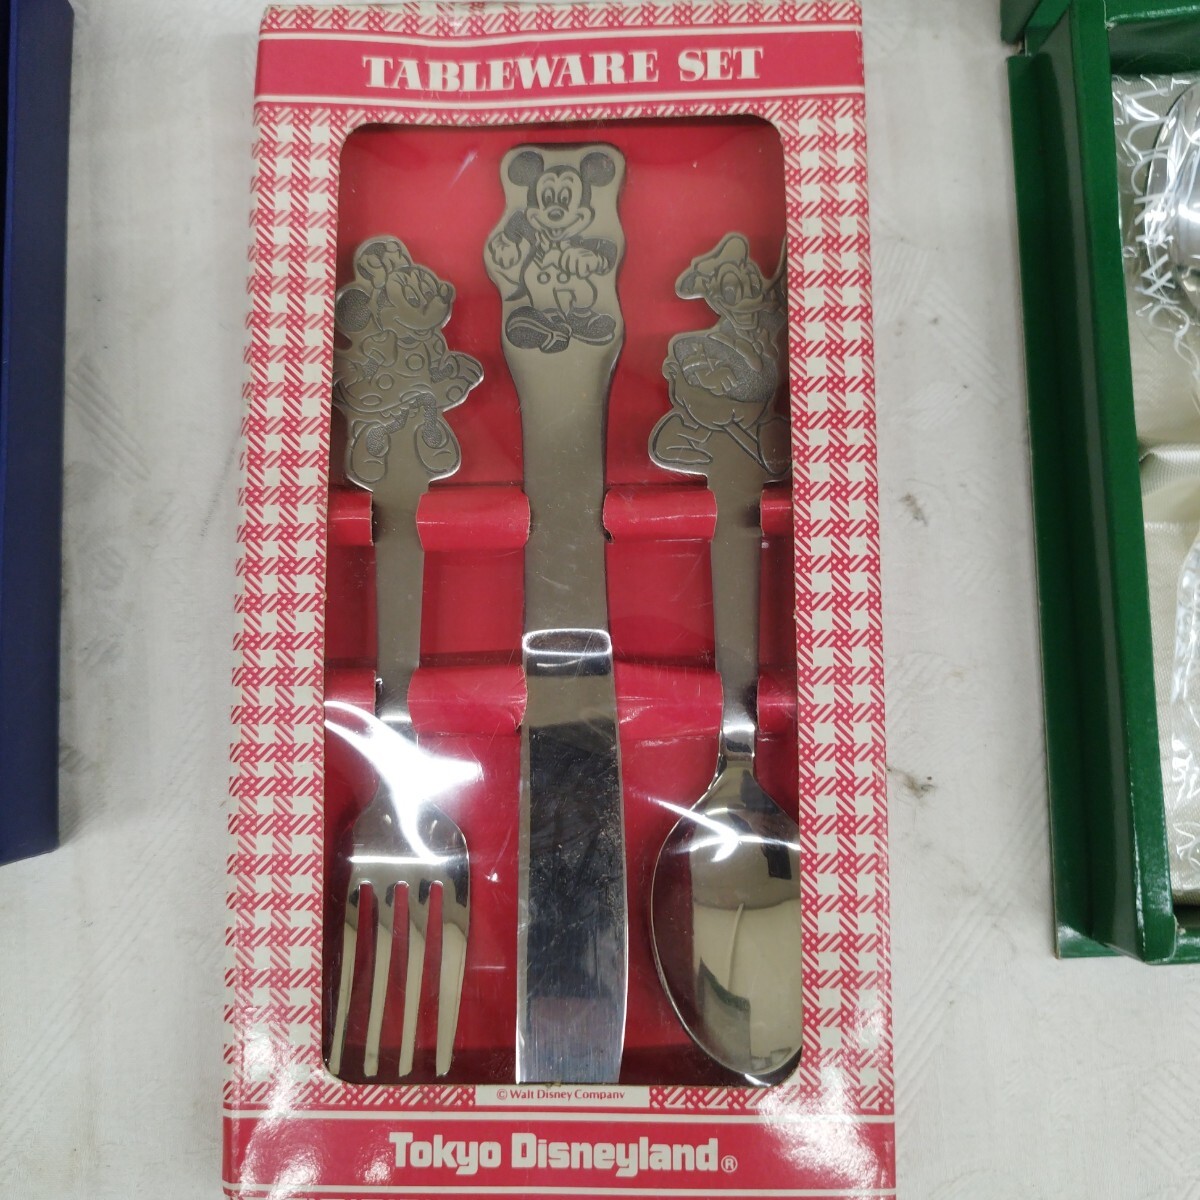 TABLEWARE SET
© Walt Disney Company
Tokyo Disneyland®